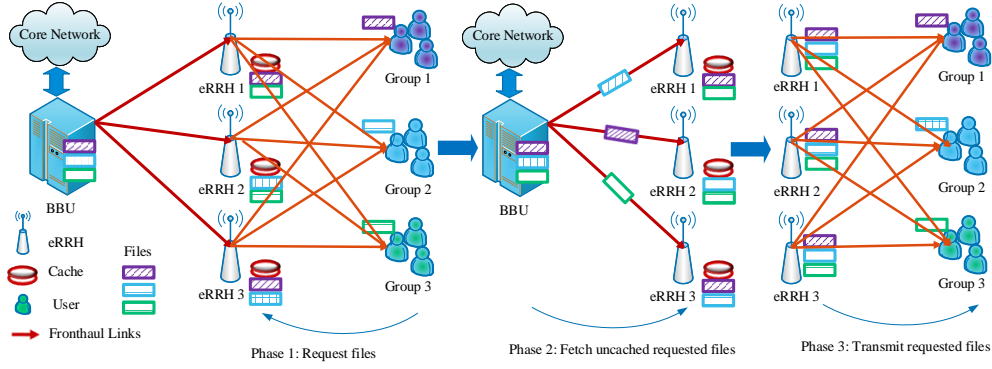 Core Network
BBU
eRRH 1
eRRH 2
eRRH 3
Group 1
Group 2
Group 3
eRRH
Cache
User
Files
Fronthaul Links
Phase 1: Request files
Core Network
BBU
eRRH 1
eRRH 2
eRRH 3
Phase 2: Fetch uncached requested files
eRRH 1
eRRH 2
eRRH 3
Group 1
Group 2
Group 3
Phase 3: Transmit requested files